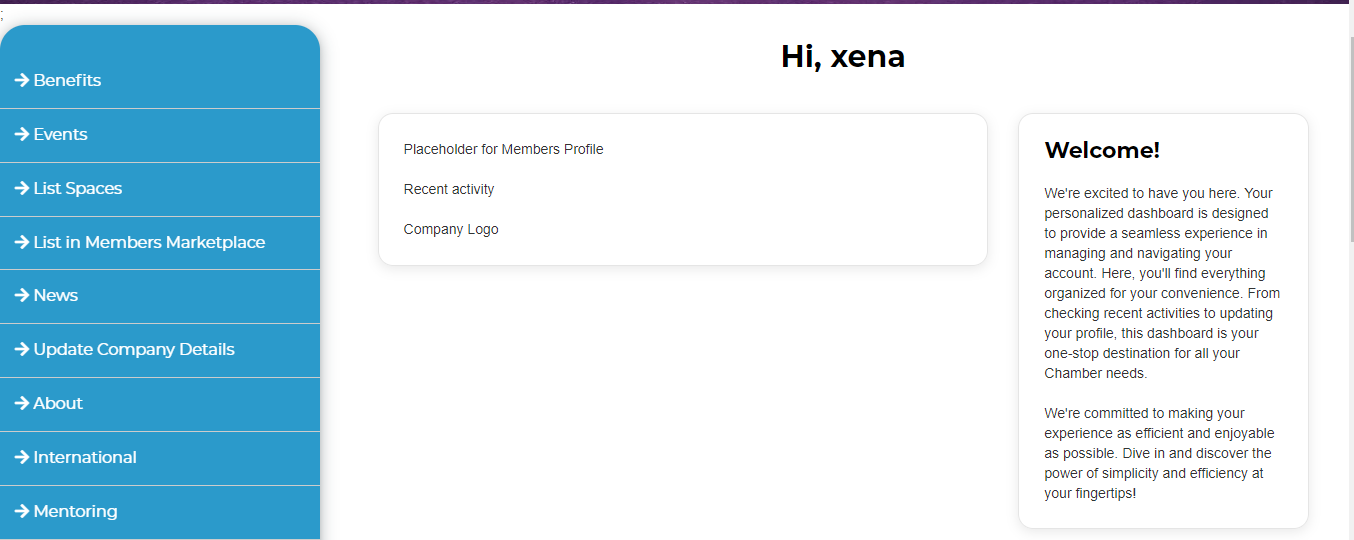 ;
Benefits
Events
List Spaces
List in Members Marketplace
News
Update Company Details
About
International
Mentoring
Hi, xena
Placeholder for Members Profile
Recent activity
Company Logo
Welcome!
We're excited to have you here. Your
personalized dashboard is designed
to provide a seamless experience in
managing and navigating your
account. Here, you'll find everything
organized for your convenience. From
checking recent activities to updating
your profile, this dashboard is your
one-stop destination for all your
Chamber needs.
We're committed to making your
experience as efficient and enjoyable
as possible. Dive in and discover the
power of simplicity and efficiency at
your fingertips!